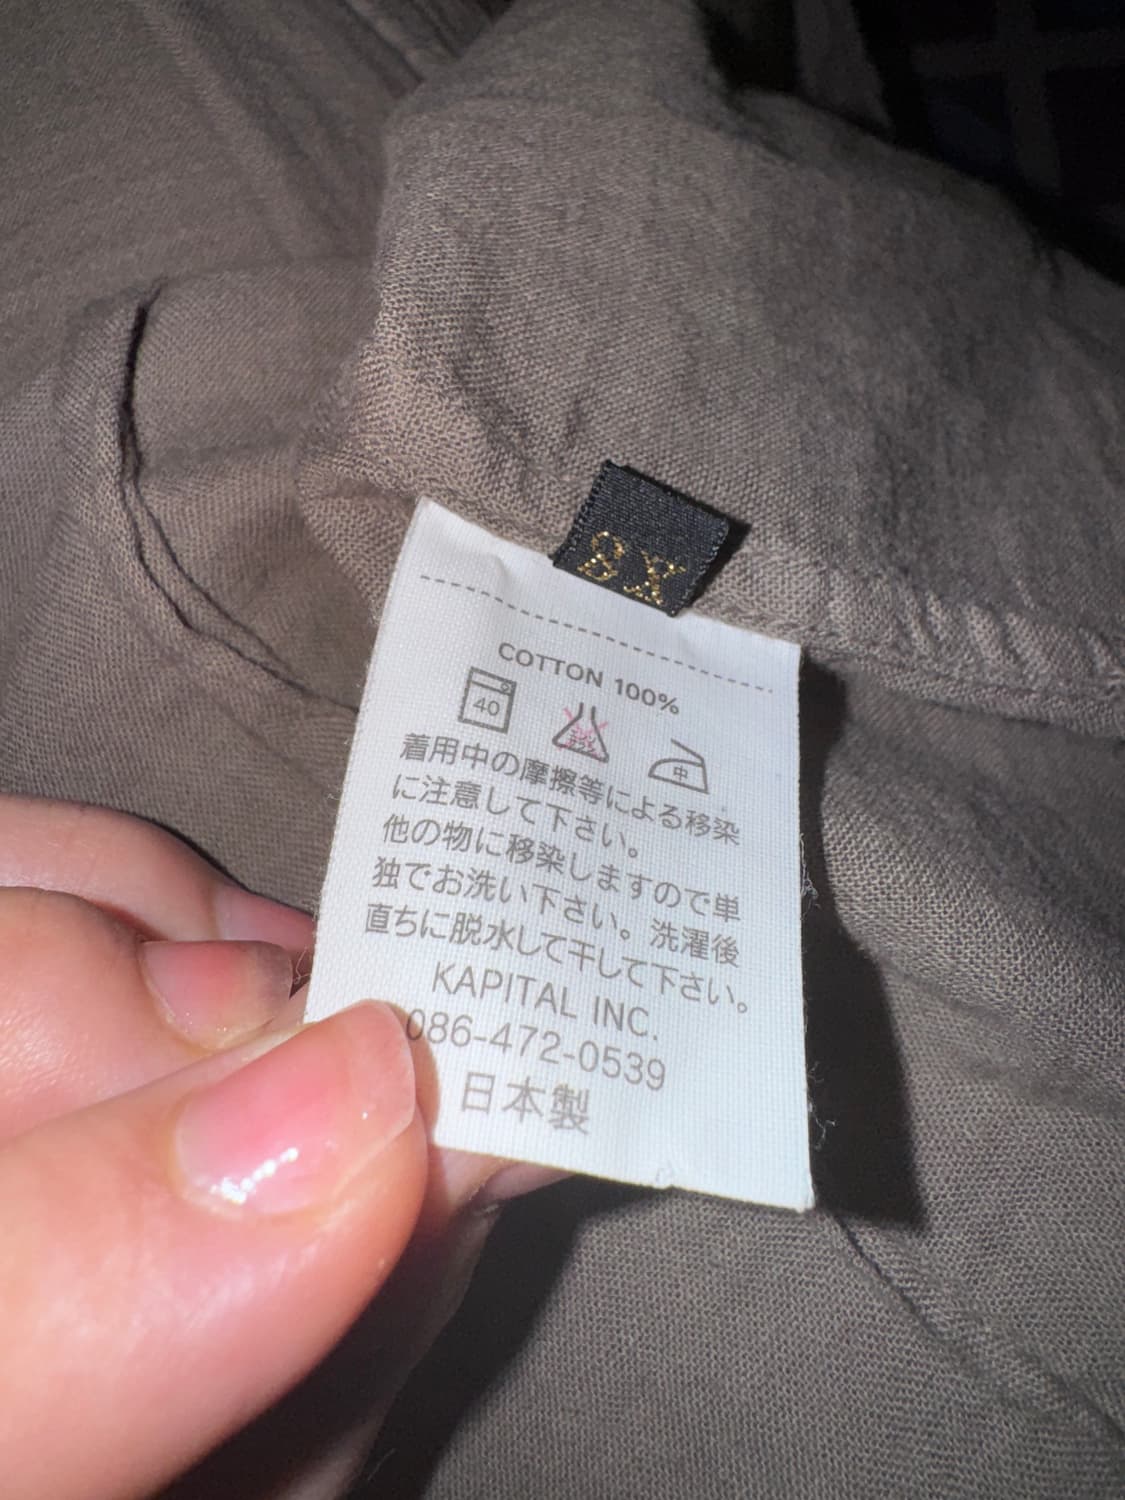 COTTON 100%
40
中
着用中の摩擦等による移染
に注意して下さい。
他の物に移染しますので単
独でお洗い下さい。洗濯後
直ちに脱水して干して下さい。
KAPITAL INC.
086-472-0539
日本製